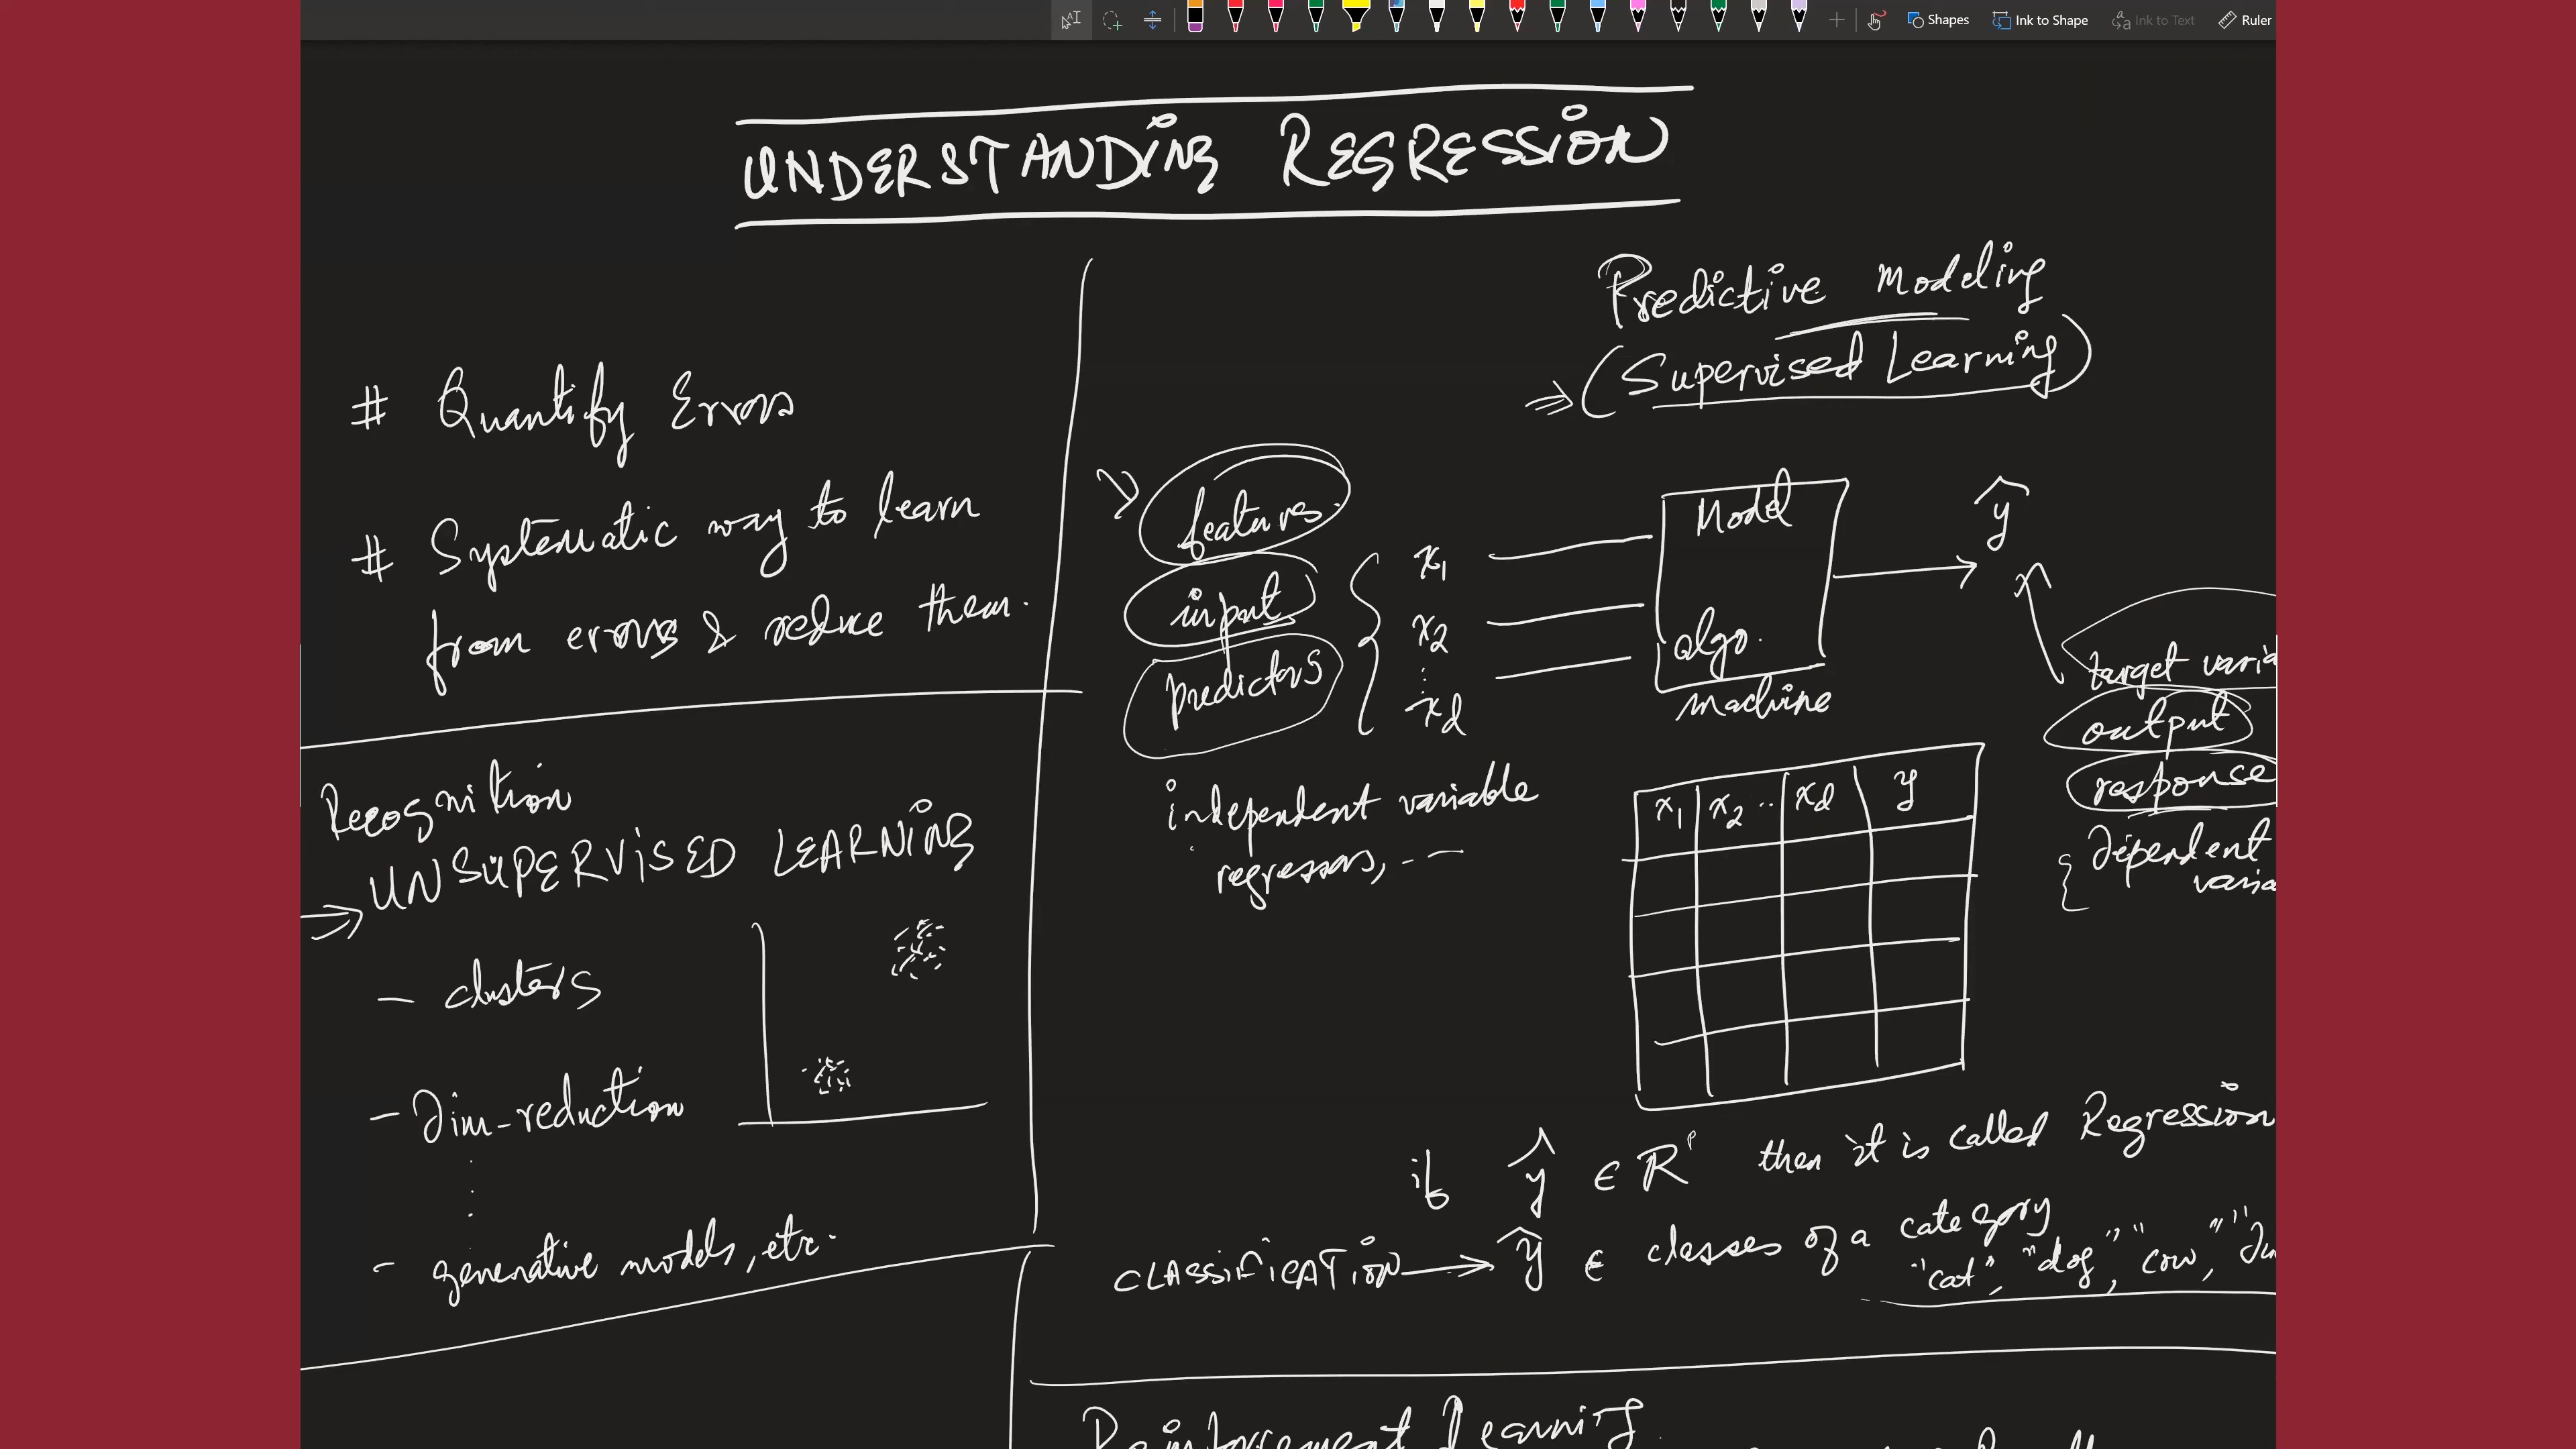 Shapes
Ink to Shape
Ink to Text
Ruler
UNDERSTANDING REGRESSION
# Quantify Errors
# Systematic way to learn
from errors & reduce them.
Recognition
UNSUPERVISED LEARNING
- clusters
- Dim-reduction
- generative models, etc.
Predictive Modeling
⇒ (Supervised Learning)
features
input
predictors
independent variable
regressors, --
x1
x2
⋮
xd
Model
algo.
machine
ŷ
target varia
output
response
Dependent
varia
x1 x2 .. xd y
if ŷ ∈ R¹ then it is called Regression
CLASSIFICATION → ŷ ∈ classes of a category
"cat", "dog", "cow,"
Reinforcement Learning